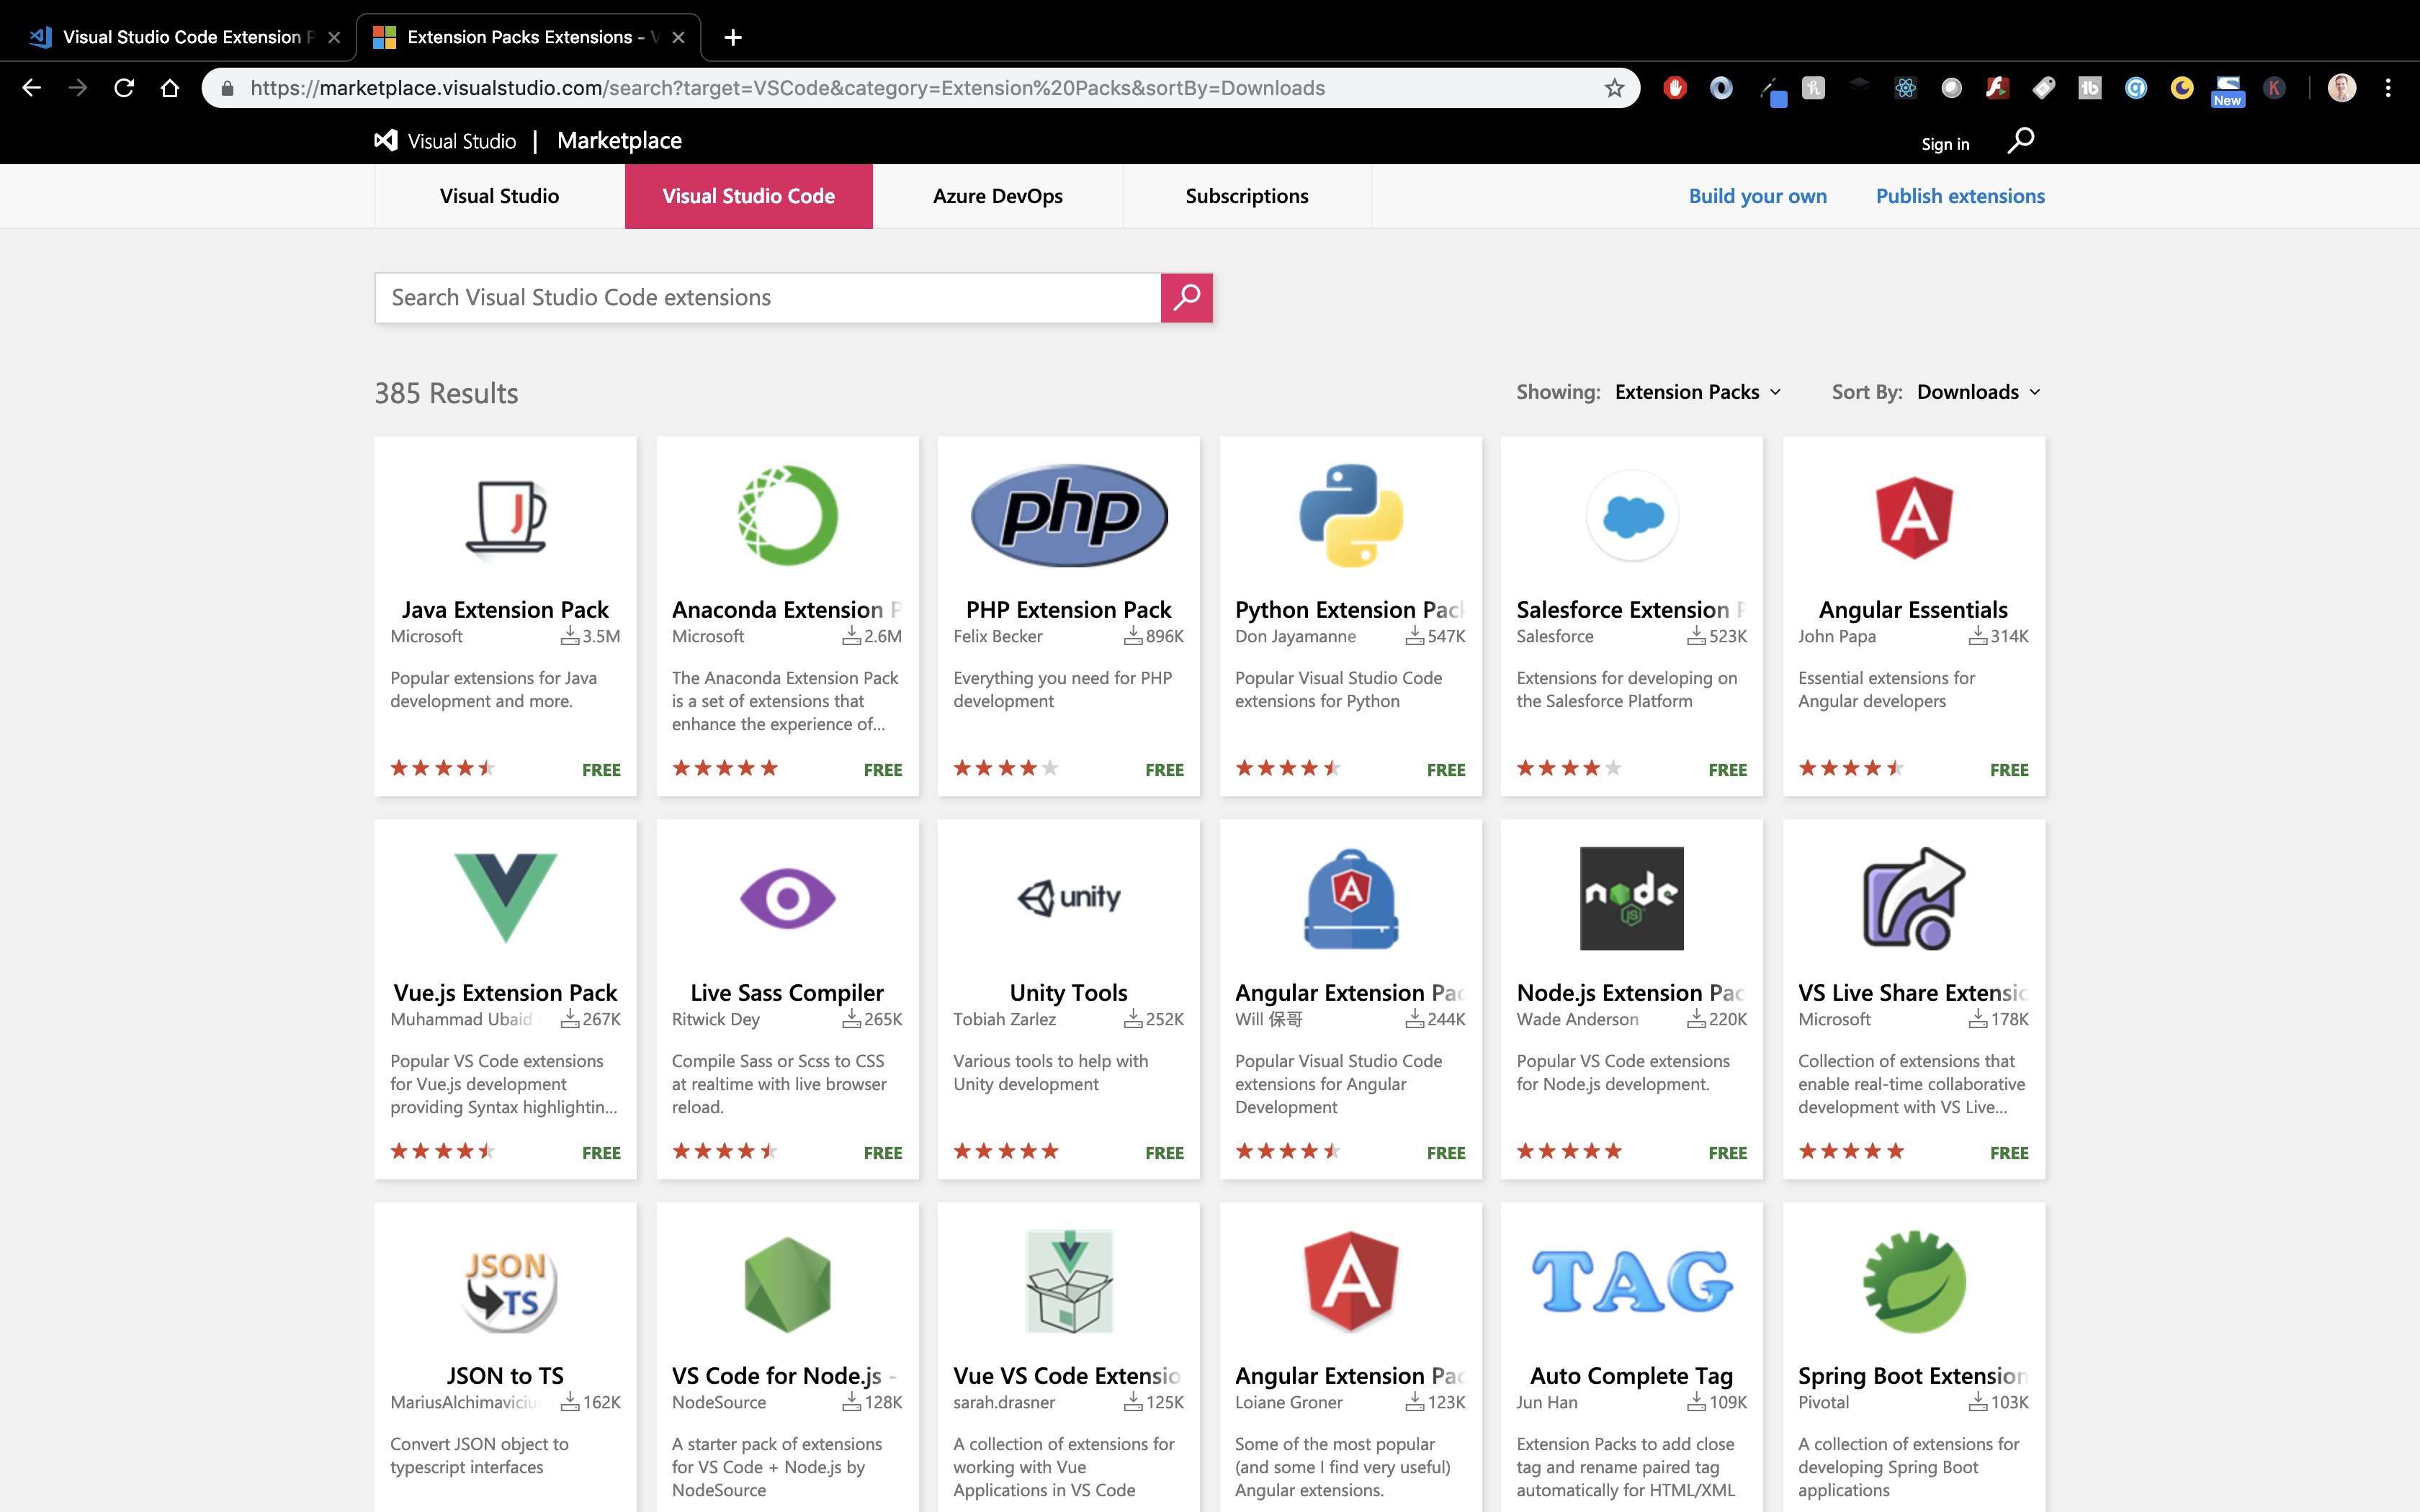 Visual Studio Code Extension P
Extension Packs Extensions - V
https://marketplace.visualstudio.com/search?target=VSCode&category=Extension%20Packs&sortBy=Downloads
New
Visual Studio | Marketplace
Sign in
Visual Studio
Visual Studio Code
Azure DevOps
Subscriptions
Build your own
Publish extensions
Search Visual Studio Code extensions
385 Results
Showing: Extension Packs
Sort By: Downloads
J
Java Extension Pack
Microsoft 3.5M
Popular extensions for Java
development and more.
FREE
Anaconda Extension P
Microsoft 2.6M
The Anaconda Extension Pack
is a set of extensions that
enhance the experience of...
FREE
php
PHP Extension Pack
Felix Becker 896K
Everything you need for PHP
development
FREE
Python Extension Pack
Don Jayamanne 547K
Popular Visual Studio Code
extensions for Python
FREE
Salesforce Extension P
Salesforce 523K
Extensions for developing on
the Salesforce Platform
FREE
A
Angular Essentials
John Papa 314K
Essential extensions for
Angular developers
FREE
Vue.js Extension Pack
Muhammad Ubaid 267K
Popular VS Code extensions
for Vue.js development
providing Syntax highlightin...
FREE
Live Sass Compiler
Ritwick Dey 265K
Compile Sass or Scss to CSS
at realtime with live browser
reload.
FREE
unity
Unity Tools
Tobiah Zarlez 252K
Various tools to help with
Unity development
FREE
A
Angular Extension Pac
Will 保哥 244K
Popular Visual Studio Code
extensions for Angular
Development
FREE
node
JS
Node.js Extension Pac
Wade Anderson 220K
Popular VS Code extensions
for Node.js development.
FREE
VS Live Share Extensio
Microsoft 178K
Collection of extensions that
enable real-time collaborative
development with VS Live...
FREE
JSON
TS
JSON to TS
MariusAlchimaviciu 162K
Convert JSON object to
typescript interfaces
VS Code for Node.js -
NodeSource 128K
A starter pack of extensions
for VS Code + Node.js by
NodeSource
Vue VS Code Extensio
sarah.drasner 125K
A collection of extensions for
working with Vue
Applications in VS Code
A
Angular Extension Pac
Loiane Groner 123K
Some of the most popular
(and some I find very useful)
Angular extensions.
TAG
Auto Complete Tag
Jun Han 109K
Extension Packs to add close
tag and rename paired tag
automatically for HTML/XML
Spring Boot Extension
Pivotal 103K
A collection of extensions for
developing Spring Boot
applications